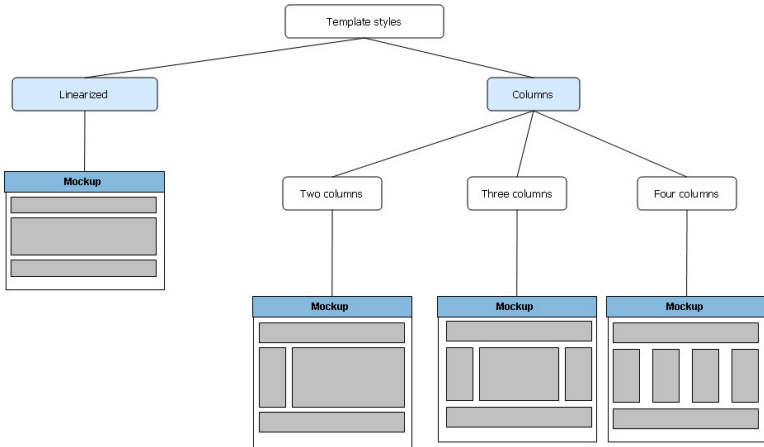 Template styles
Linearized
Columns
Mockup
Two columns
Three columns
Four columns
Mockup
Mockup
Mockup